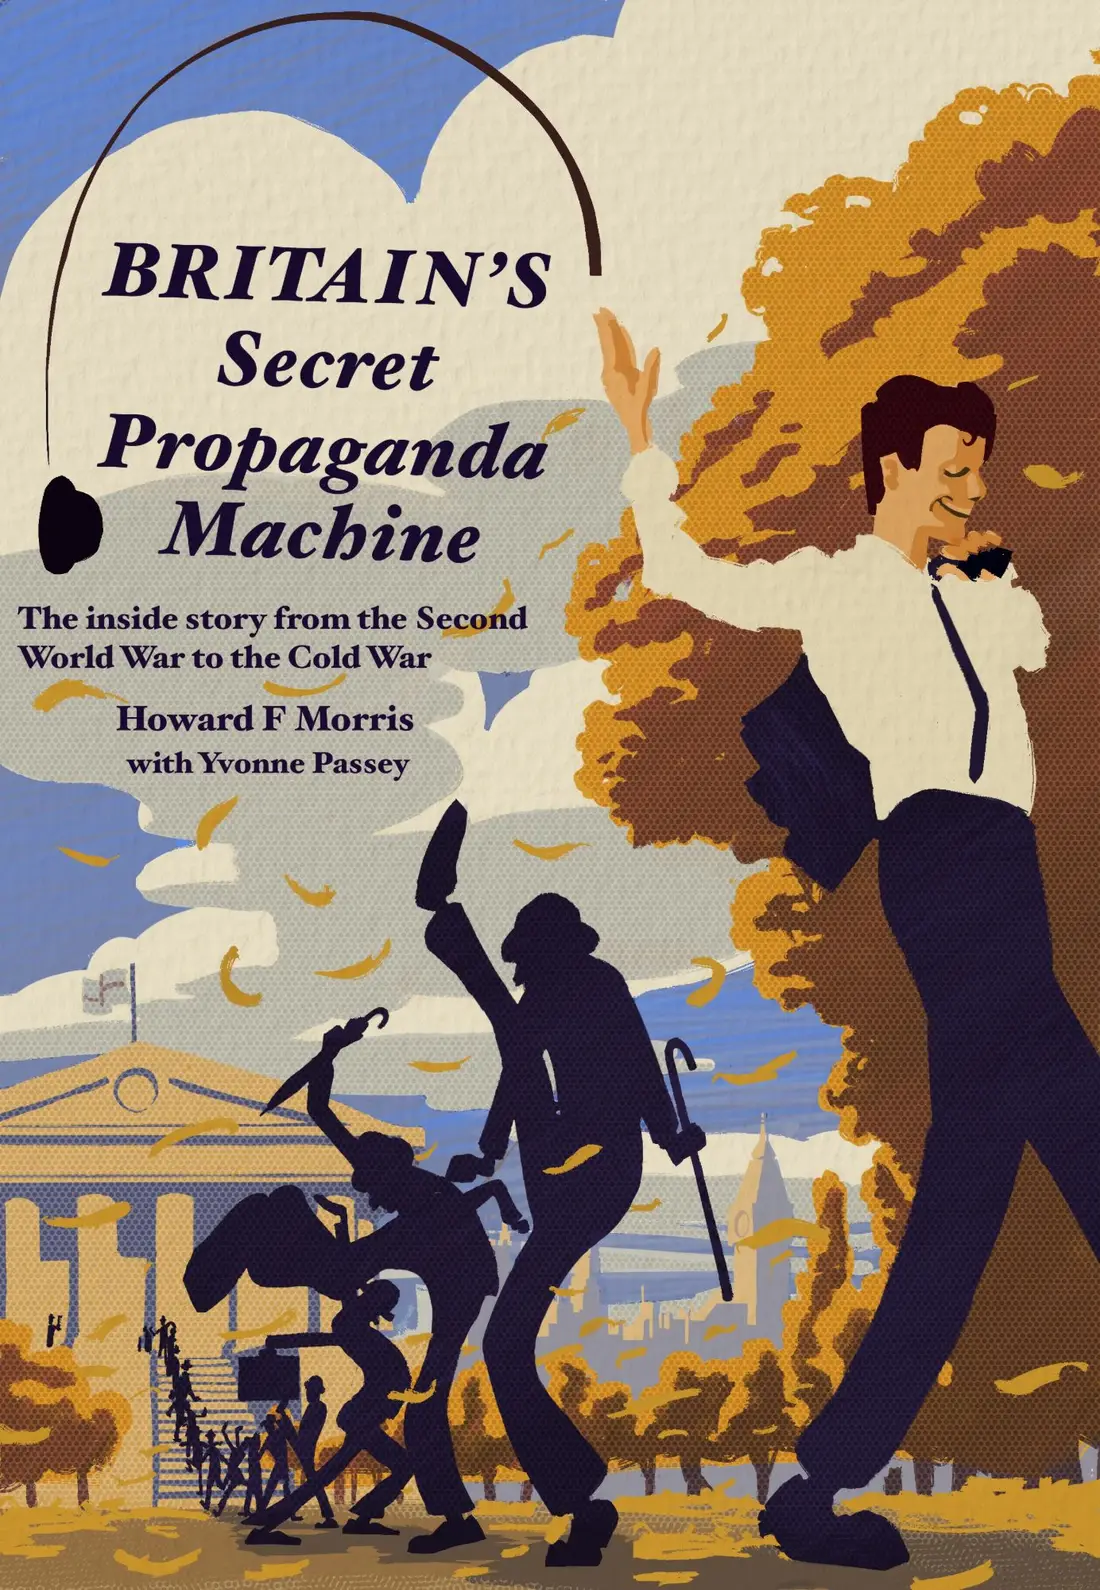 BRITAIN'S
Secret
Propaganda
Machine
The inside story from the Second
World War to the Cold War
Howard F Morris
with Yvonne Passey